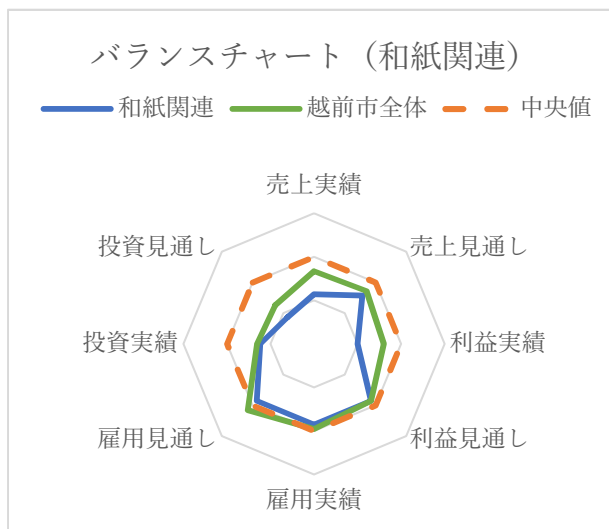 バランスチャート（和紙関連）
和紙関連 越前市全体 中央値
売上実績
投資見通し 売上見通し
投資実績 利益実績
雇用見通し 利益見通し
雇用実績